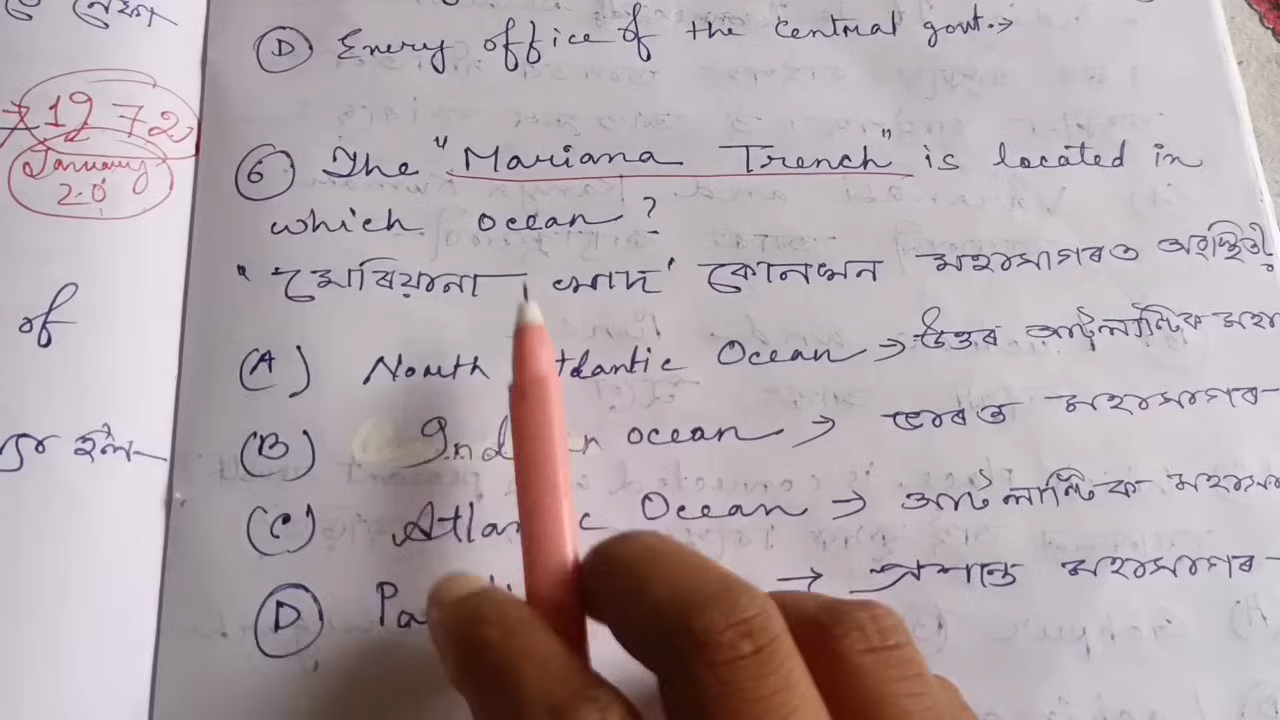 (D) Every office of the central govt.→
1972
January
20
(6) The "Mariana Trench" is located in
which ocean?
"মেৰিয়ানা খাদ" কোনখন মহাসাগৰত অৱস্থিত?
(A) North Atlantic Ocean → উত্তৰ আটলাণ্টিক মহা
of
(B) Indian ocean → ভাৰত মহাসাগৰ
(C) Atlantic Ocean → আটলাণ্টিক মহাসাগ
(D) Pa → প্ৰশান্ত মহাসাগৰ